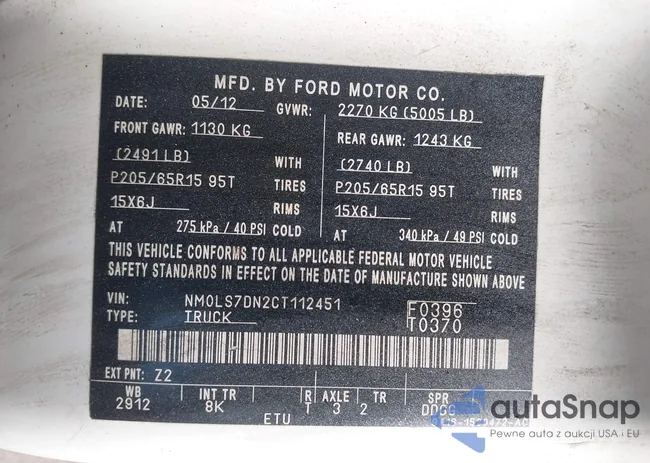 MFD. BY FORD MOTOR CO.
DATE: 05/12 GVWR: 2270 KG (5005 LB)
FRONT GAWR: 1130 KG REAR GAWR: 1243 KG
(2491 LB) WITH (2740 LB) WITH
P205/65R15 95T TIRES P205/65R15 95T TIRES
15X6J RIMS 15X6J RIMS
AT 275 kPa / 40 PSI COLD AT 340 kPa / 49 PSI COLD
THIS VEHICLE CONFORMS TO ALL APPLICABLE FEDERAL MOTOR VEHICLE
SAFETY STANDARDS IN EFFECT ON THE DATE OF MANUFACTURE SHOWN ABOVE
VIN: NM0LS7DN2CT112451 F0396
TYPE: TRUCK T0370
EXT PNT: Z2
WB INT TR R AXLE TR SPR
2912 8K T 3 2
ETU
autoSnap
Pewne auta z aukcji USA i EU